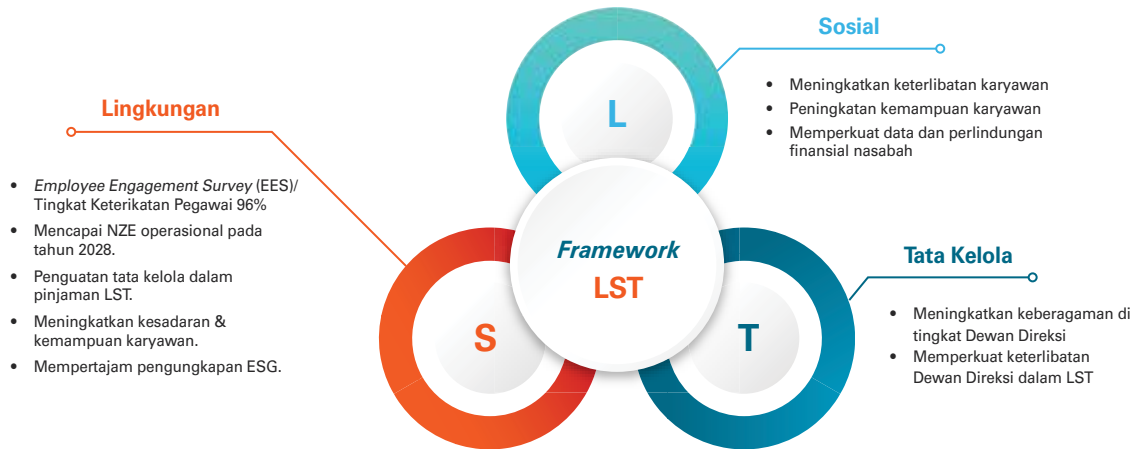 Sosial
• Meningkatkan keterlibatan karyawan
• Peningkatan kemampuan karyawan
• Memperkuat data dan perlindungan
finansial nasabah
Lingkungan
• Employee Engagement Survey (EES)/
Tingkat Keterikatan Pegawai 96%
• Mencapai NZE operasional pada
tahun 2028.
• Penguatan tata kelola dalam
pinjaman LST.
• Meningkatkan kesadaran &
kemampuan karyawan.
• Mempertajam pengungkapan ESG.
L
Framework
LST
S
T
Tata Kelola
• Meningkatkan keberagaman di
tingkat Dewan Direksi
• Memperkuat keterlibatan
Dewan Direksi dalam LST